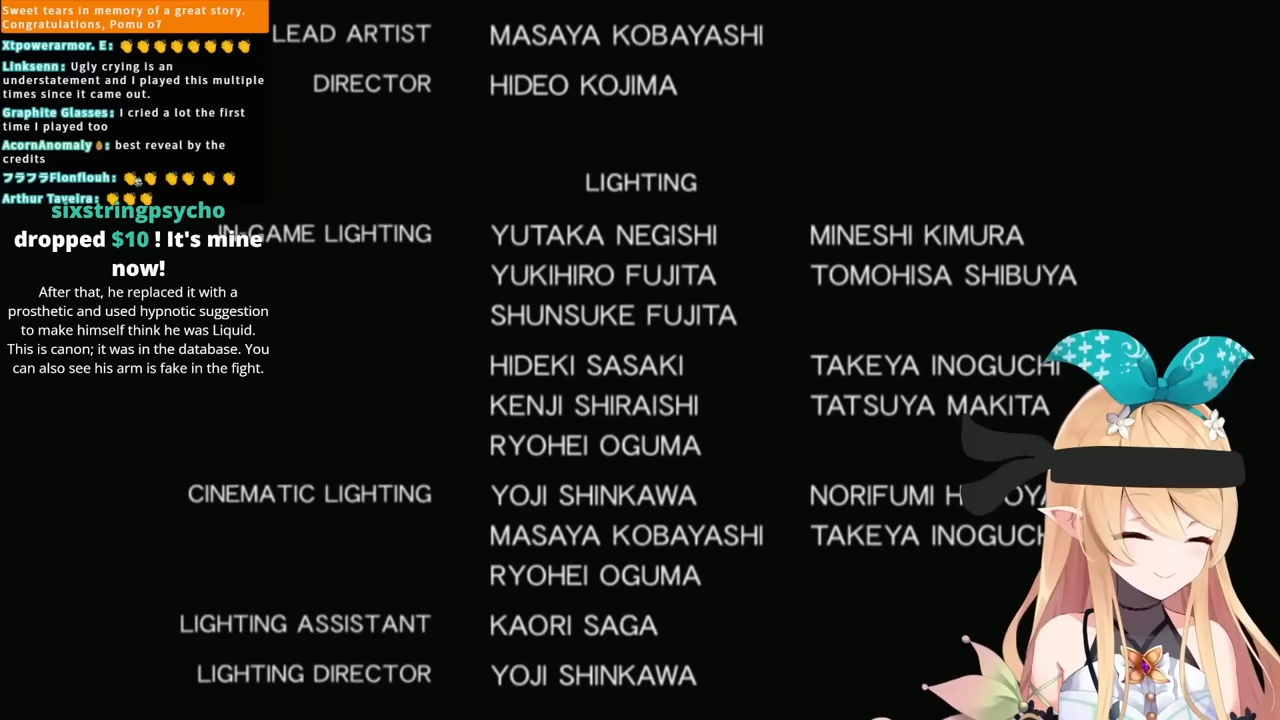 Sweet tears in memory of a great story.
Congratulations, Pomu o7
Xtpowerarmor. E:
Linksenn: Ugly crying is an
understatement and I played this multiple
times since it came out.
Graphite Glasses: I cried a lot the first
time I played too
AcornAnomaly: best reveal by the
credits
フラフラFlonflouh:
Arthur Taveira:
sixstringpsycho
dropped $10 ! It's mine
now!
After that, he replaced it with a
prosthetic and used hypnotic suggestion
to make himself think he was Liquid.
This is canon; it was in the database. You
can also see his arm is fake in the fight.
LEAD ARTIST MASAYA KOBAYASHI
DIRECTOR HIDEO KOJIMA
LIGHTING
IN-GAME LIGHTING YUTAKA NEGISHI MINESHI KIMURA
YUKIHIRO FUJITA TOMOHISA SHIBUYA
SHUNSUKE FUJITA
HIDEKI SASAKI TAKEYA INOGUCHI
KENJI SHIRAISHI TATSUYA MAKITA
RYOHEI OGUMA
CINEMATIC LIGHTING YOJI SHINKAWA NORIFUMI
MASAYA KOBAYASHI TAKEYA INOGUCH
RYOHEI OGUMA
LIGHTING ASSISTANT KAORI SAGA
LIGHTING DIRECTOR YOJI SHINKAWA